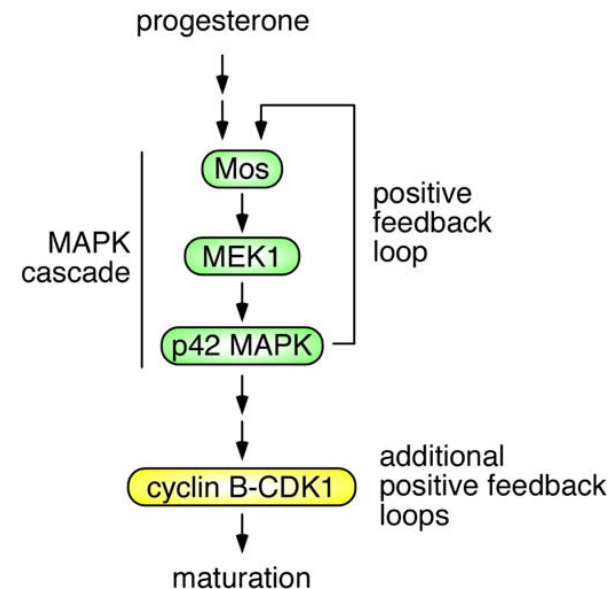 progesterone
Mos
MEK1
p42 MAPK
MAPK
cascade
positive
feedback
loop
cyclin B-CDK1
additional
positive feedback
loops
maturation